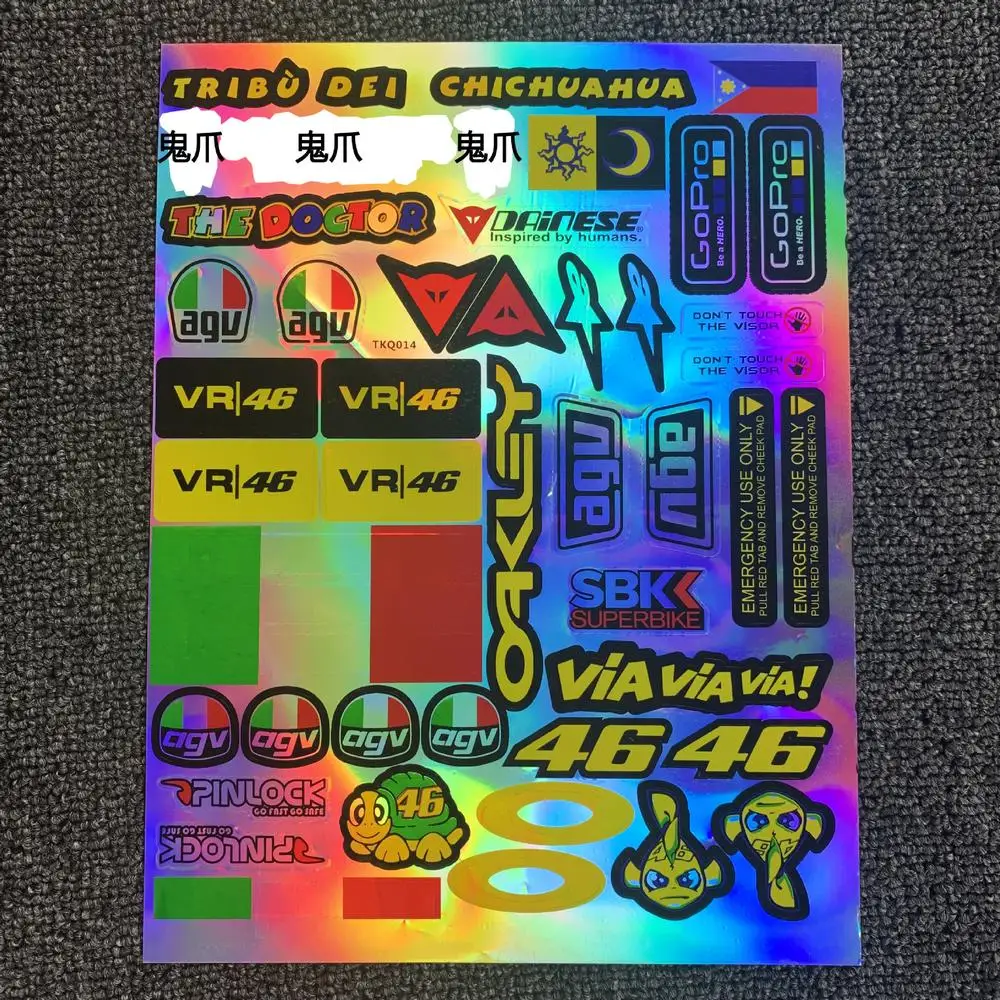 TRIBÙ DEI CHICHUAHUA
鬼爪 鬼爪 鬼爪
GoPro
Be a HERO.
GoPro
Be a HERO.
THE DOCTOR
DAiNESE®
Inspired by humans.
agv
agv
TKQ014
DON'T TOUCH
THE VISOR
DON'T TOUCH
THE VISOR
VR|46
VR|46
VR|46
VR|46
OAKLEY
agv
agv
EMERGENCY USE ONLY
PULL RED TAB AND REMOVE CHEEK PAD
EMERGENCY USE ONLY
PULL RED TAB AND REMOVE CHEEK PAD
SBK
SUPERBIKE
ViA ViA ViA!
46 46
agv
agv
agv
agv
PINLOCK
GO FAST GO SAFE
PINLOCK
GO FAST GO SAFE
46